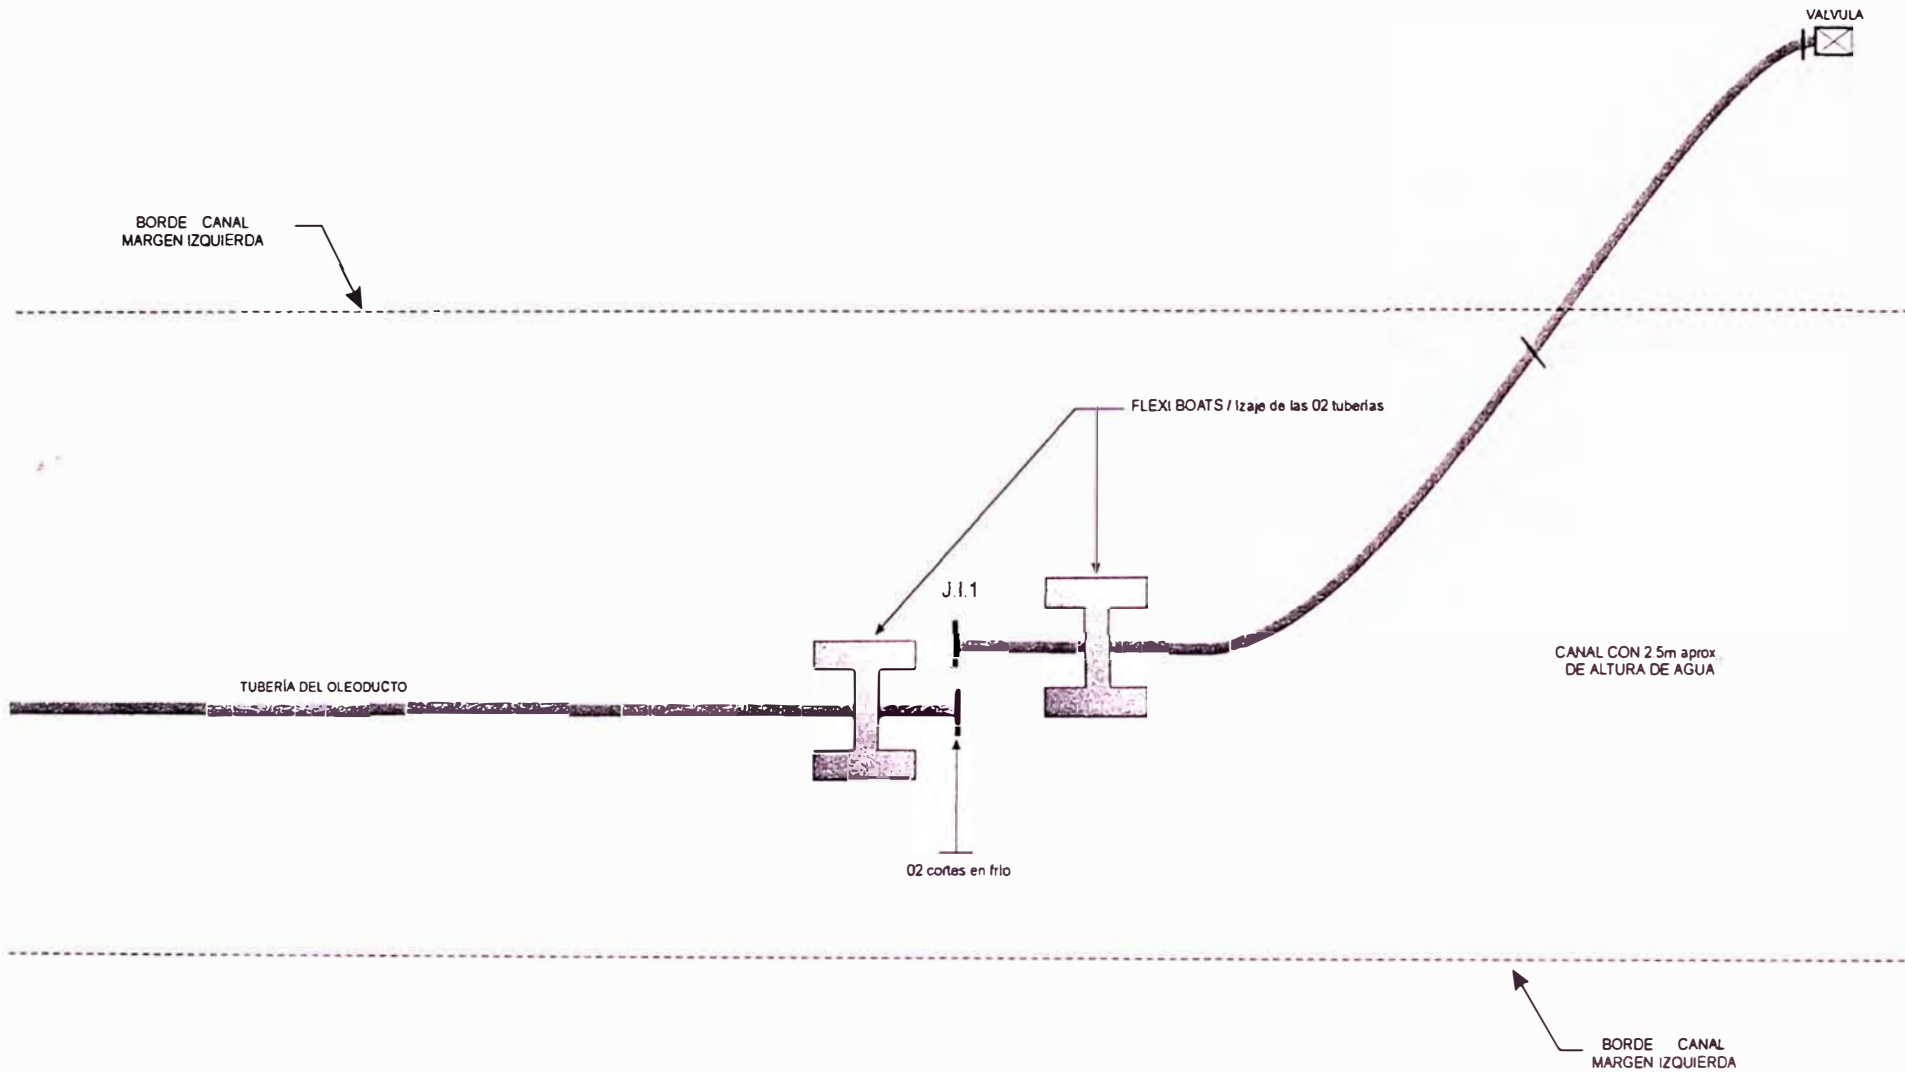 VALVULA
BORDE CANAL
MARGEN IZQUIERDA
FLEXI BOATS / Izaje de las 02 tuberias
J.I.1
CANAL CON 2 5m aprox
DE ALTURA DE AGUA
TUBERÍA DEL OLEODUCTO
02 cortes en frio
BORDE CANAL
MARGEN IZQUIERDA